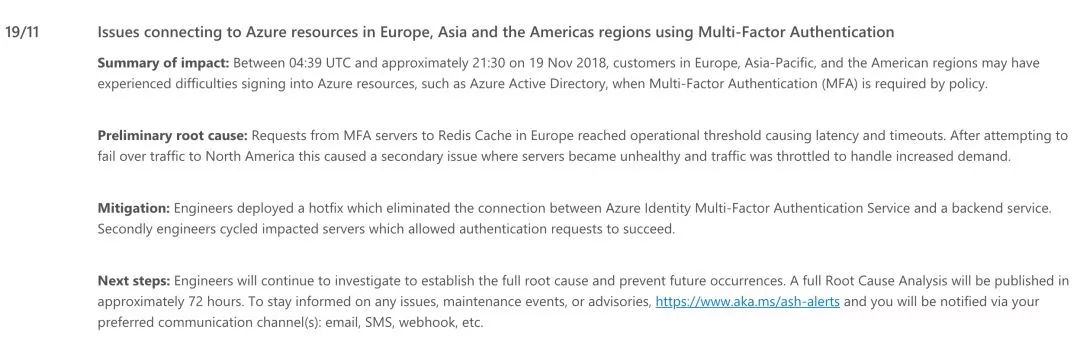 19/11 Issues connecting to Azure resources in Europe, Asia and the Americas regions using Multi-Factor Authentication
Summary of impact: Between 04:39 UTC and approximately 21:30 on 19 Nov 2018, customers in Europe, Asia-Pacific, and the American regions may have
experienced difficulties signing into Azure resources, such as Azure Active Directory, when Multi-Factor Authentication (MFA) is required by policy.
Preliminary root cause: Requests from MFA servers to Redis Cache in Europe reached operational threshold causing latency and timeouts. After attempting to
fail over traffic to North America this caused a secondary issue where servers became unhealthy and traffic was throttled to handle increased demand.
Mitigation: Engineers deployed a hotfix which eliminated the connection between Azure Identity Multi-Factor Authentication Service and a backend service.
Secondly engineers cycled impacted servers which allowed authentication requests to succeed.
Next steps: Engineers will continue to investigate to establish the full root cause and prevent future occurrences. A full Root Cause Analysis will be published in
approximately 72 hours. To stay informed on any issues, maintenance events, or advisories, https://www.aka.ms/ash-alerts and you will be notified via your
preferred communication channel(s): email, SMS, webhook, etc.